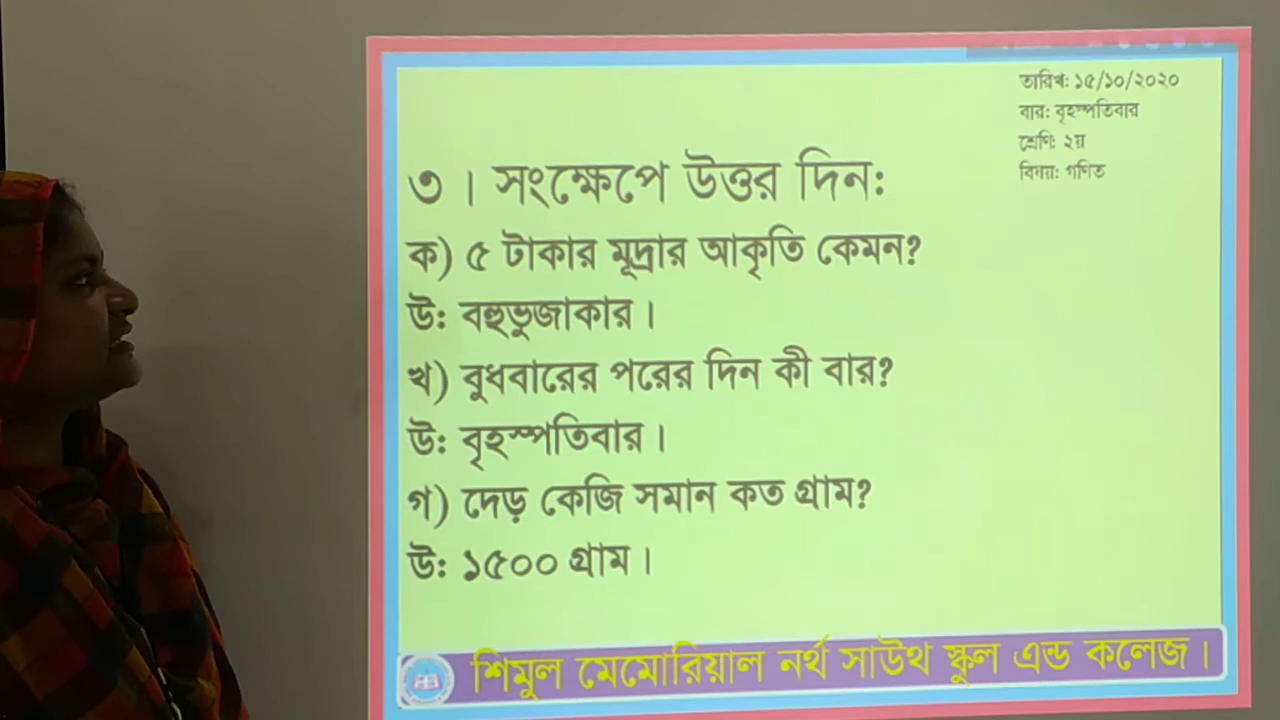 তারিখ: ১৫/১০/২০২০
বার: বৃহস্পতিবার
শ্রেণি: ২য়
বিষয়: গণিত
৩। সংক্ষেপে উত্তর দিন:
ক) ৫ টাকার মূদ্রার আকৃতি কেমন?
উ: বহুভুজাকার।
খ) বুধবারের পরের দিন কী বার?
উ: বৃহস্পতিবার।
গ) দেড় কেজি সমান কত গ্রাম?
উ: ১৫০০ গ্রাম।
শিমুল মেমোরিয়াল নর্থ সাউথ স্কুল এন্ড কলেজ।